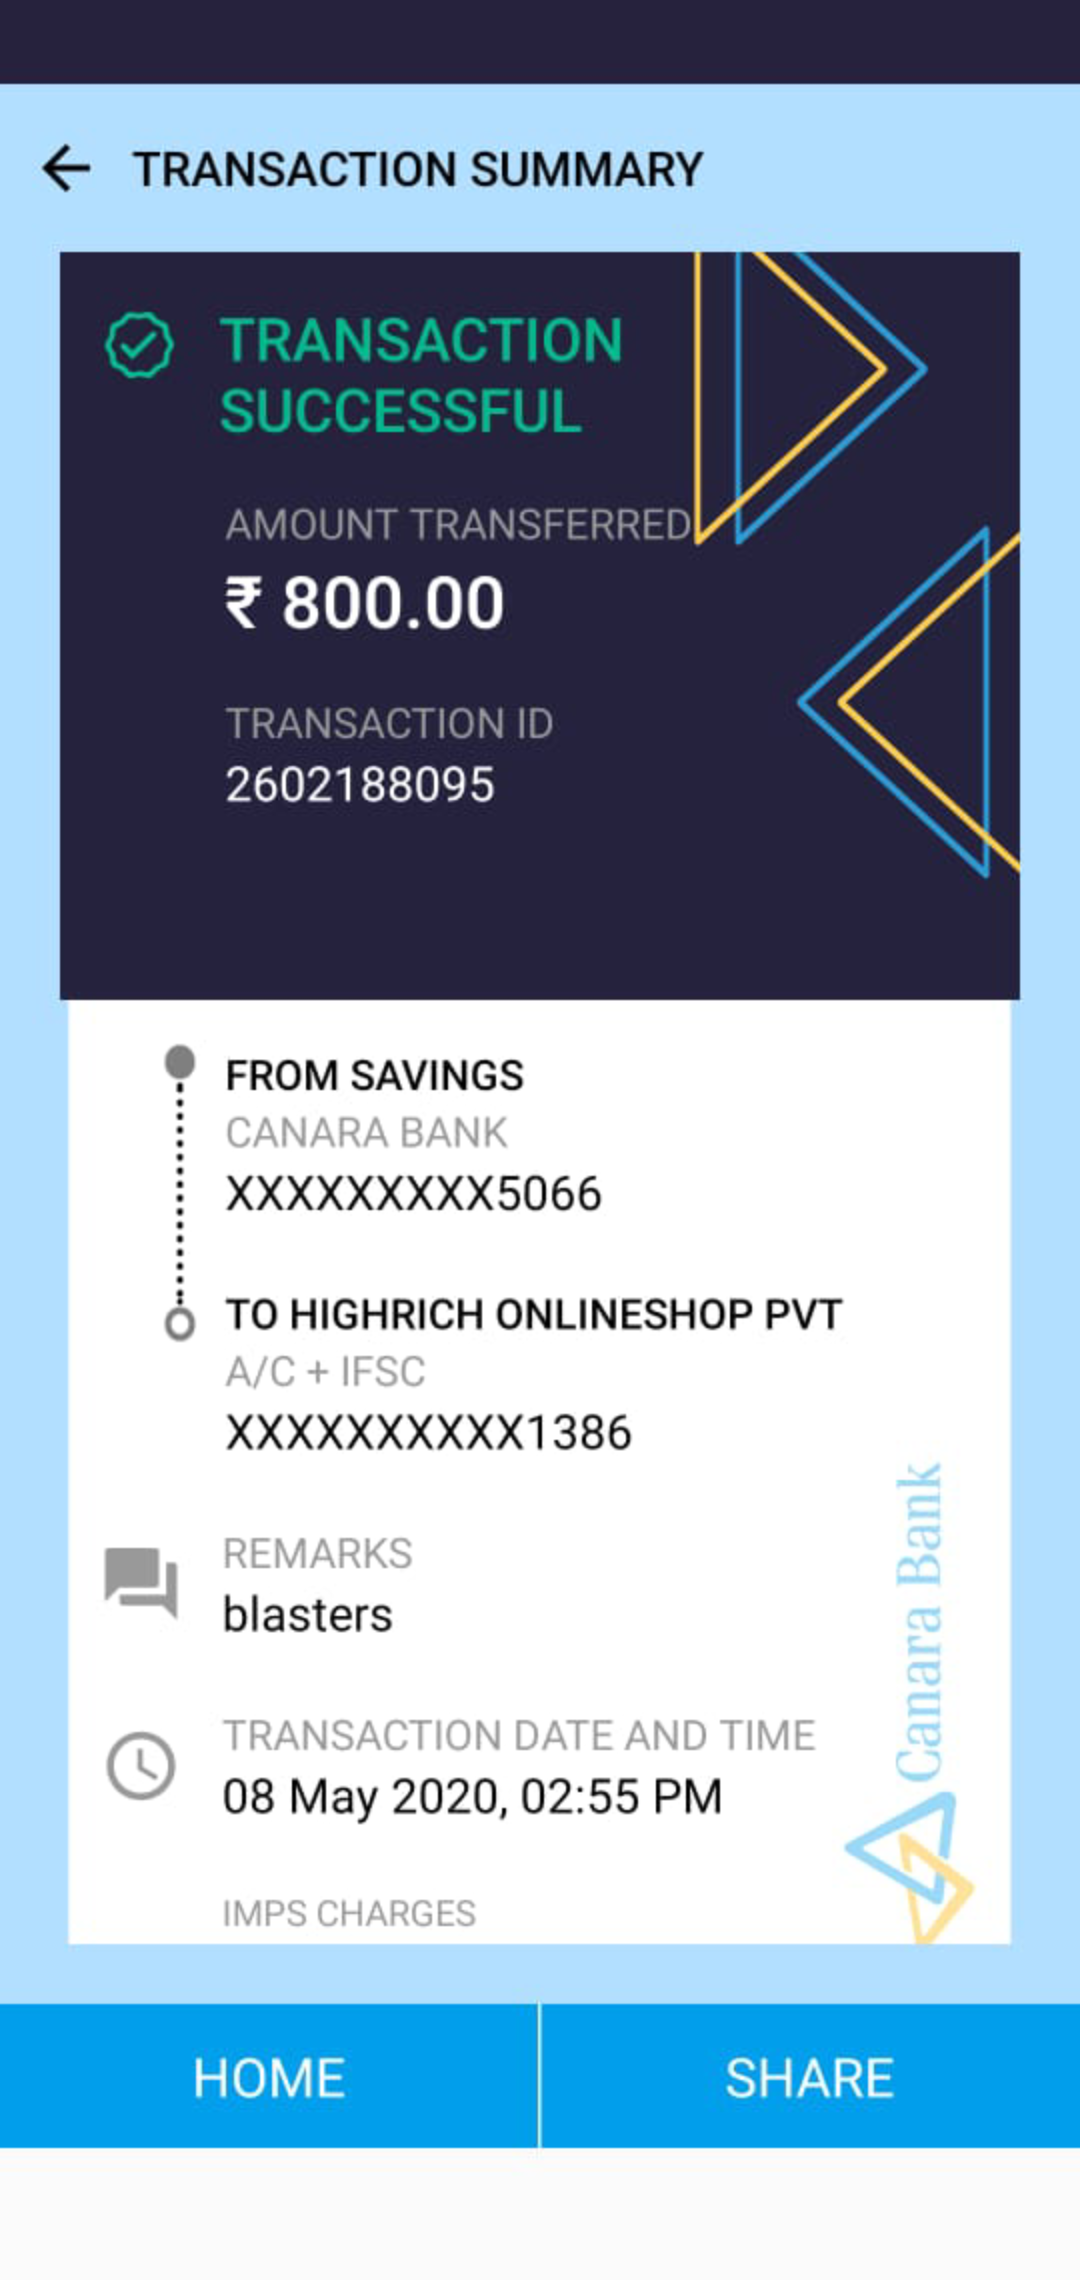 TRANSACTION SUMMARY
TRANSACTION
SUCCESSFUL
AMOUNT TRANSFERRED
₹ 800.00
TRANSACTION ID
2602188095
FROM SAVINGS
CANARA BANK
XXXXXXXXX5066
TO HIGHRICH ONLINESHOP PVT
A/C + IFSC
XXXXXXXXXX1386
REMARKS
blasters
TRANSACTION DATE AND TIME
08 May 2020, 02:55 PM
IMPS CHARGES
Canara Bank
HOME
SHARE